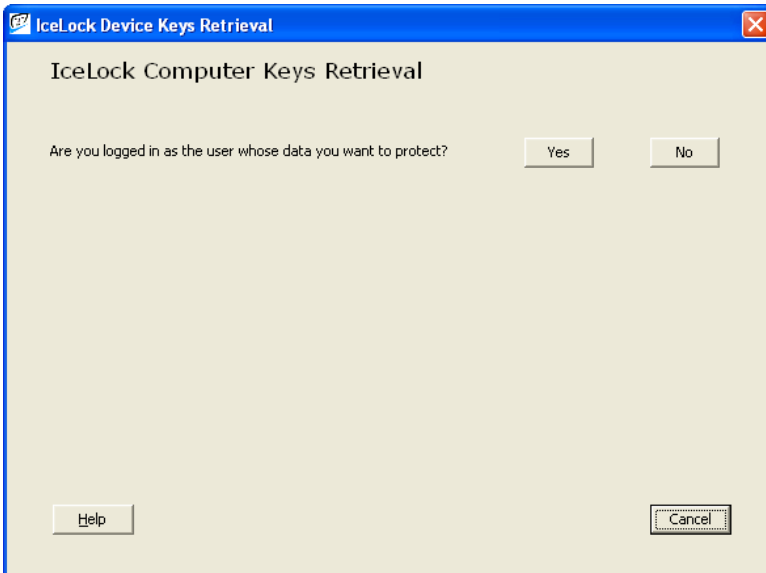 IceLock Device Keys Retrieval
IceLock Computer Keys Retrieval
Are you logged in as the user whose data you want to protect? Yes No
Help Cancel